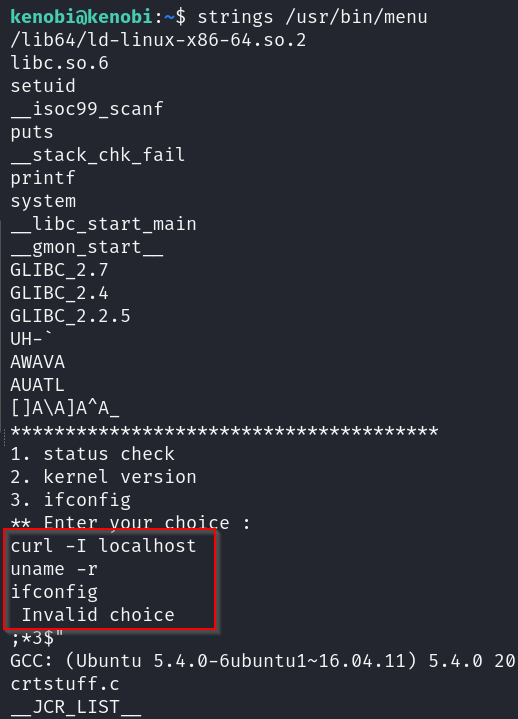 kenobi@kenobi:~$ strings /usr/bin/menu
/lib64/ld-linux-x86-64.so.2
libc.so.6
setuid
__isoc99_scanf
puts
__stack_chk_fail
printf
system
__libc_start_main
__gmon_start__
GLIBC_2.7
GLIBC_2.4
GLIBC_2.2.5
UH-`
AWAVA
AUATL
[]A\A]A^A_
***************************************
1. status check
2. kernel version
3. ifconfig
** Enter your choice :
curl -I localhost
uname -r
ifconfig
 Invalid choice
;*3$"
GCC: (Ubuntu 5.4.0-6ubuntu1~16.04.11) 5.4.0 20
crtstuff.c
__JCR_LIST__